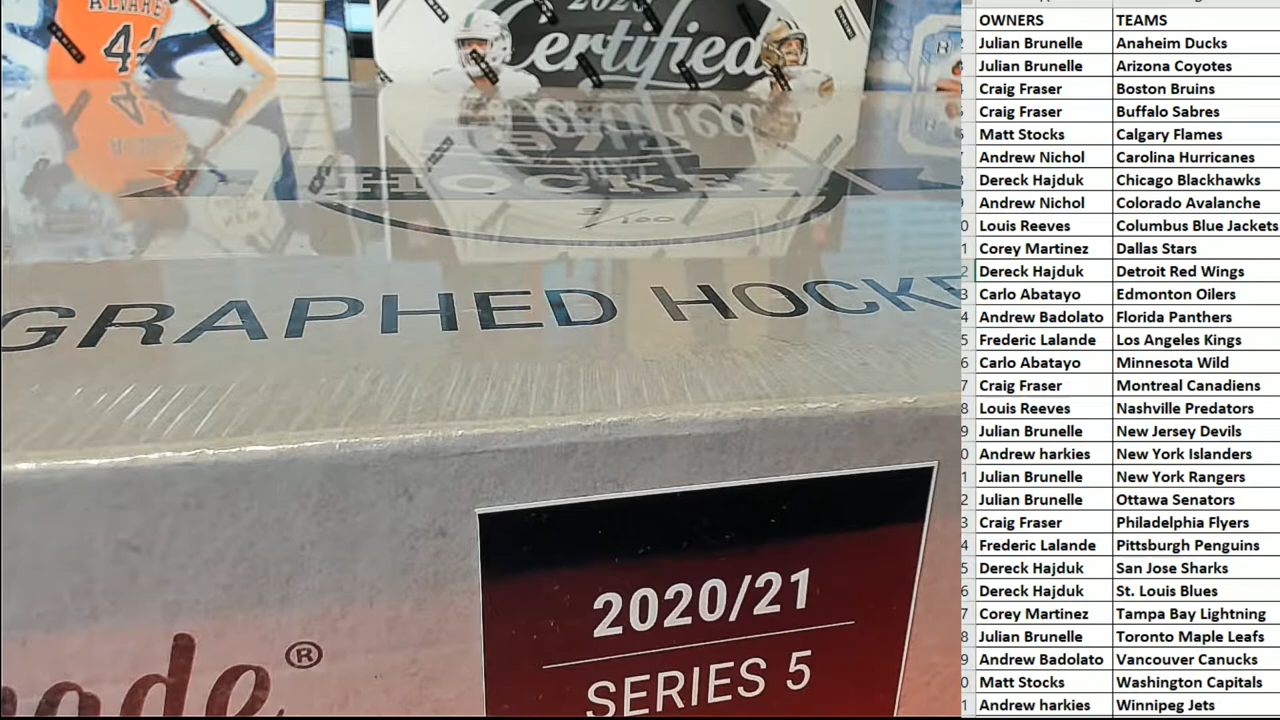 ALVAREZ
44
2020
Certified
HOCKEY
/100
GRAPHED HOCKE
2020/21
SERIES 5
ade®
OWNERS TEAMS
Julian Brunelle Anaheim Ducks
Julian Brunelle Arizona Coyotes
Craig Fraser Boston Bruins
Craig Fraser Buffalo Sabres
Matt Stocks Calgary Flames
Andrew Nichol Carolina Hurricanes
Dereck Hajduk Chicago Blackhawks
Andrew Nichol Colorado Avalanche
Louis Reeves Columbus Blue Jackets
Corey Martinez Dallas Stars
Dereck Hajduk Detroit Red Wings
Carlo Abatayo Edmonton Oilers
Andrew Badolato Florida Panthers
Frederic Lalande Los Angeles Kings
Carlo Abatayo Minnesota Wild
Craig Fraser Montreal Canadiens
Louis Reeves Nashville Predators
Julian Brunelle New Jersey Devils
Andrew harkies New York Islanders
Julian Brunelle New York Rangers
Julian Brunelle Ottawa Senators
Craig Fraser Philadelphia Flyers
Frederic Lalande Pittsburgh Penguins
Dereck Hajduk San Jose Sharks
Dereck Hajduk St. Louis Blues
Corey Martinez Tampa Bay Lightning
Julian Brunelle Toronto Maple Leafs
Andrew Badolato Vancouver Canucks
Matt Stocks Washington Capitals
Andrew harkies Winnipeg Jets